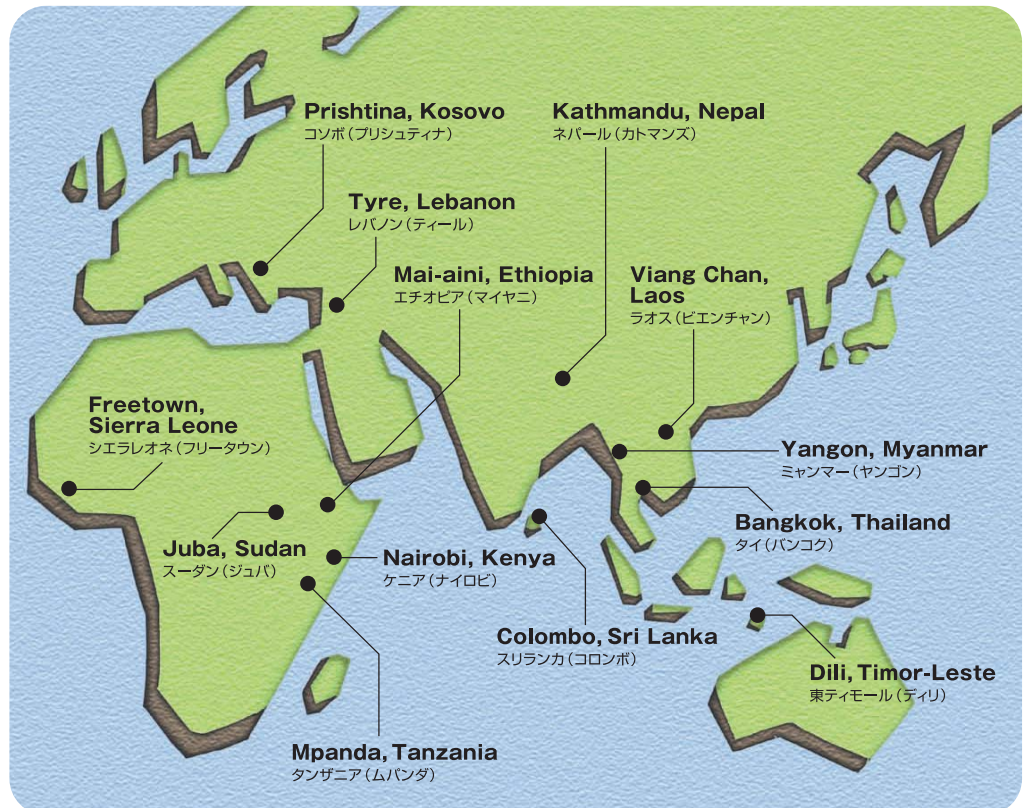 Prishtina, Kosovo
コソボ（プリシュティナ）
Kathmandu, Nepal
ネパール（カトマンズ）
Tyre, Lebanon
レバノン（ティール）
Mai-aini, Ethiopia
エチオピア（マイヤニ）
Viang Chan,
Laos
ラオス（ビエンチャン）
Freetown,
Sierra Leone
シエラレオネ（フリータウン）
Yangon, Myanmar
ミャンマー（ヤンゴン）
Bangkok, Thailand
タイ（バンコク）
Juba, Sudan
スーダン（ジュバ）
Nairobi, Kenya
ケニア（ナイロビ）
Colombo, Sri Lanka
スリランカ（コロンボ）
Dili, Timor-Leste
東ティモール（ディリ）
Mpanda, Tanzania
タンザニア（ムパンダ）